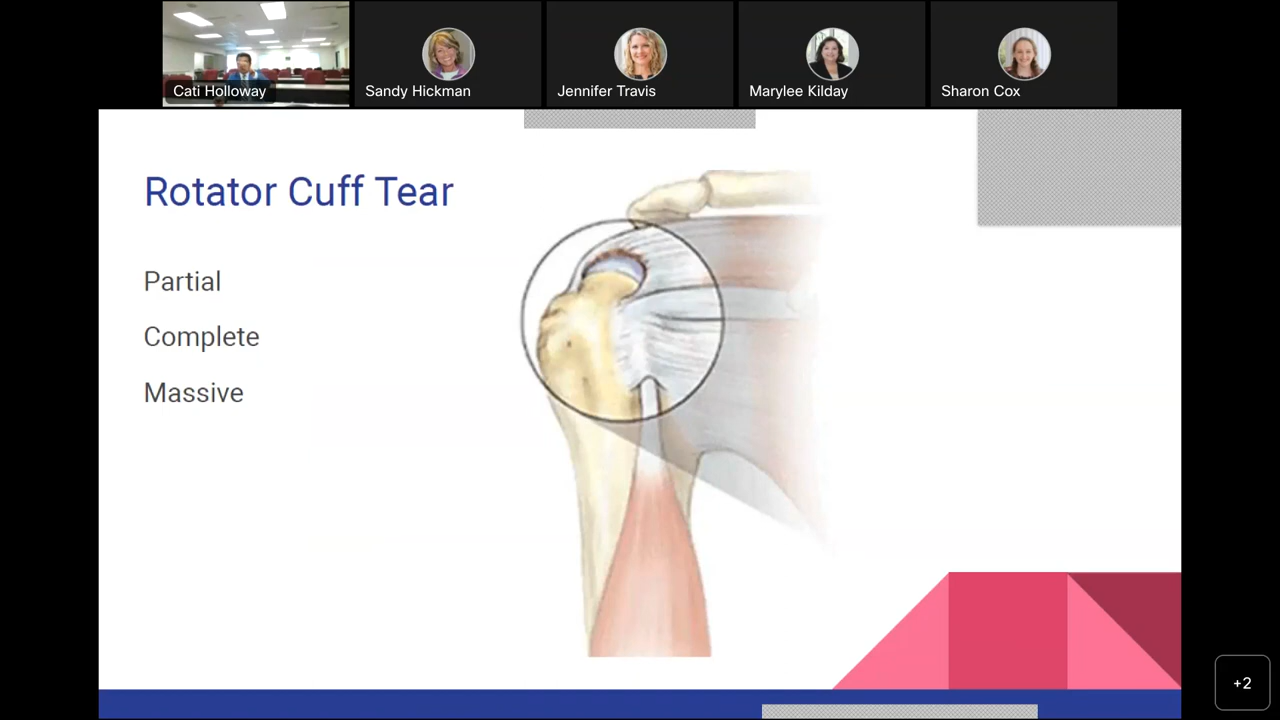 Cati Holloway
Sandy Hickman
Jennifer Travis
Marylee Kilday
Sharon Cox
Rotator Cuff Tear
Partial
Complete
Massive
+2